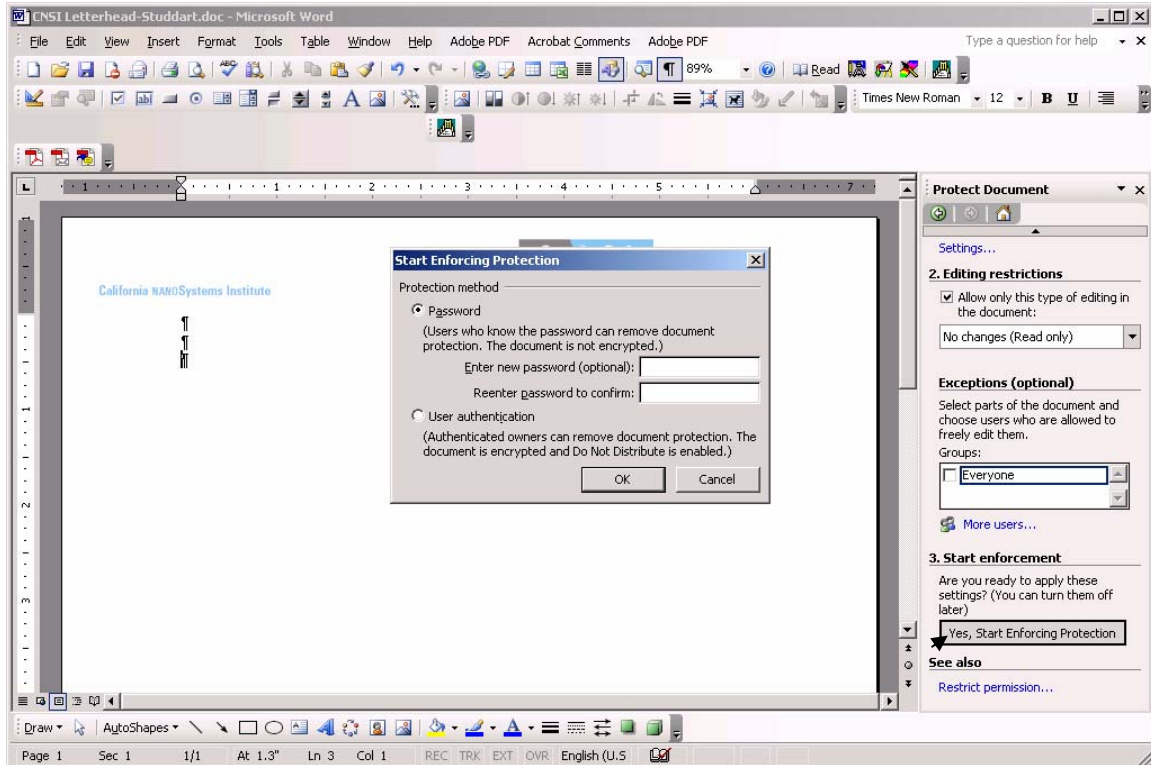 CNSI Letterhead-Studdart.doc - Microsoft Word
File Edit View Insert Format Tools Table Window Help Adobe PDF Acrobat Comments Adobe PDF Type a question for help
89% Read Times New Roman 12 B U
1 1 2 3 4 5 7
California NANOSystems Institute
¶
¶
¶
Start Enforcing Protection
Protection method
Password
(Users who know the password can remove document
protection. The document is not encrypted.)
Enter new password (optional):
Reenter password to confirm:
User authentication
(Authenticated owners can remove document protection. The
document is encrypted and Do Not Distribute is enabled.)
OK Cancel
Protect Document
Settings...
2. Editing restrictions
Allow only this type of editing in
the document:
No changes (Read only)
Exceptions (optional)
Select parts of the document and
choose users who are allowed to
freely edit them.
Groups:
Everyone
More users...
3. Start enforcement
Are you ready to apply these
settings? (You can turn them off
later)
Yes, Start Enforcing Protection
See also
Restrict permission...
Draw AutoShapes
Page 1 Sec 1 1/1 At 1.3" Ln 3 Col 1 REC TRK EXT OVR English (U.S